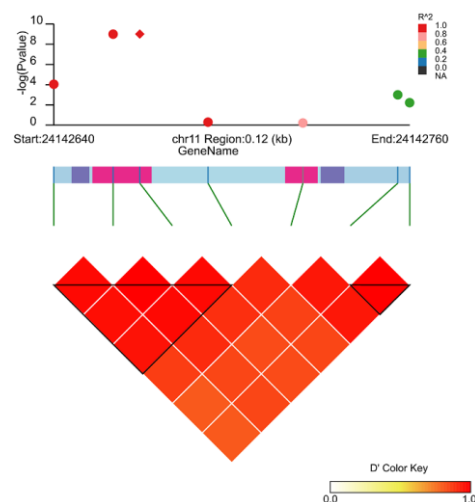 10
8
6
4
2
0
-log(Pvalue)
Start:24142640
chr11 Region:0.12 (kb)
End:24142760
GeneName
R^2
1.0
0.8
0.6
0.4
0.2
0.0
NA
D' Color Key
0.0
1.0